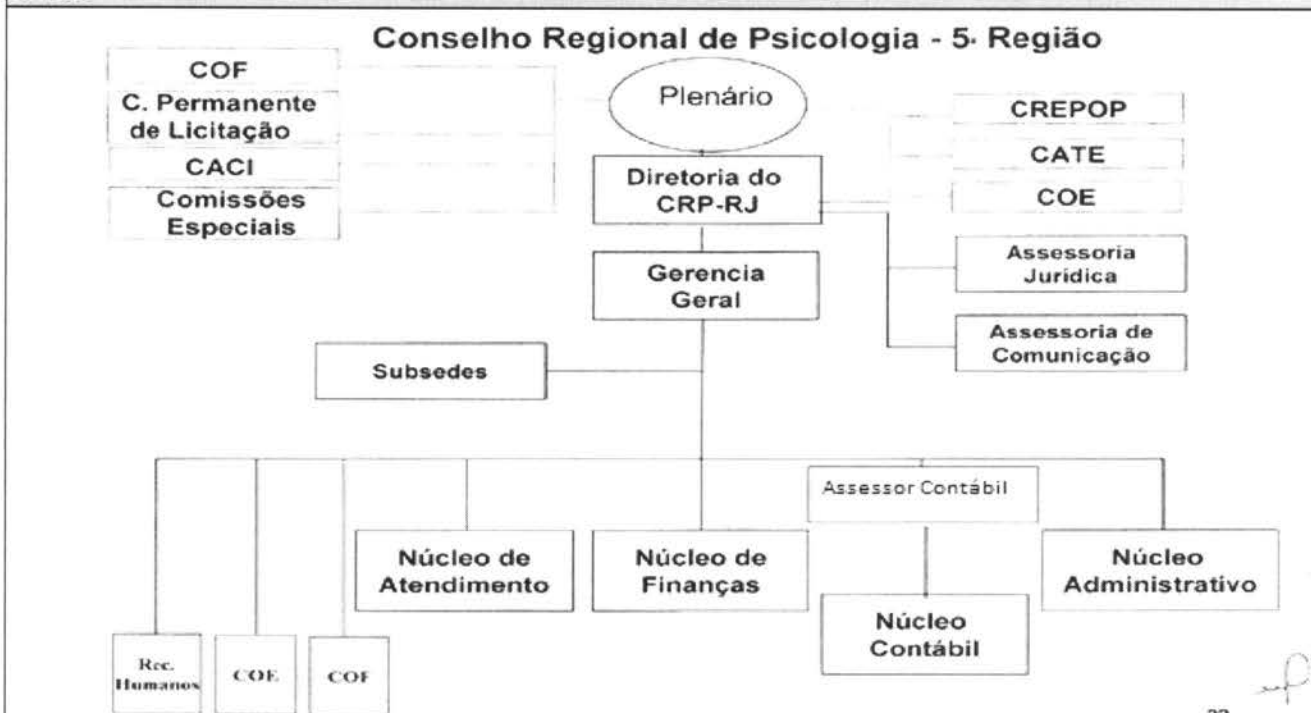 Conselho Regional de Psicologia - 5. Região
COF
C. Permanente
de Licitação
CACI
Comissões
Especiais
Plenário
Diretoria do
CRP-RJ
Gerencia
Geral
CREPOP
CATE
COE
Assessoria
Jurídica
Assessoria de
Comunicação
Subsedes
Assessor Contábil
Núcleo de
Atendimento
Núcleo de
Finanças
Núcleo
Contábil
Núcleo
Administrativo
Rec.
Humanos
COE
COF